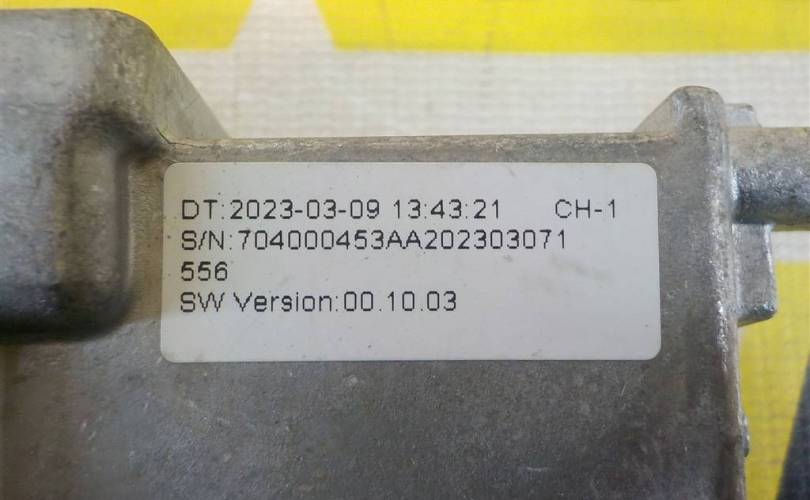 DT:2023-03-09 13:43:21 CH-1
S/N:704000453AA202303071
556
SW Version:00.10.03